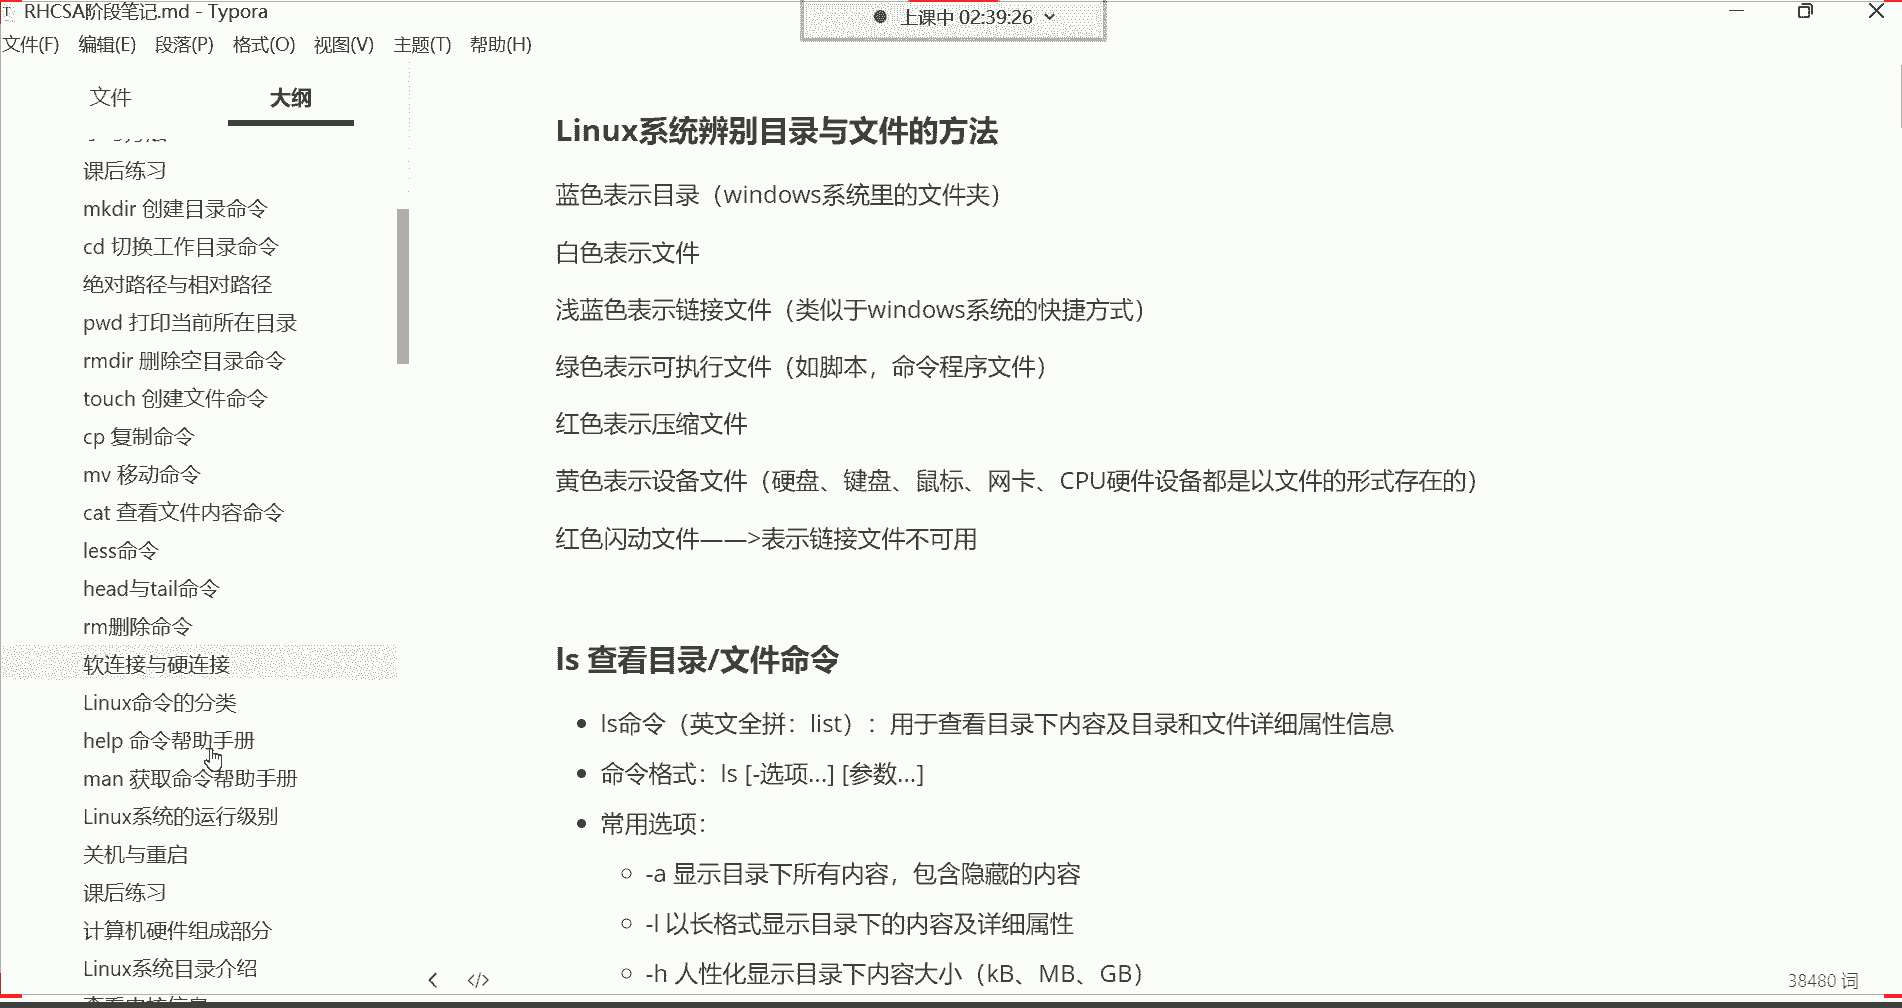 RHCSA阶段笔记.md - Typora
上课中 02:39:26
文件(F) 编辑(E) 段落(P) 格式(O) 视图(V) 主题(T) 帮助(H)
文件 大纲
课后练习
mkdir 创建目录命令
cd 切换工作目录命令
绝对路径与相对路径
pwd 打印当前所在目录
rmdir 删除空目录命令
touch 创建文件命令
cp 复制命令
mv 移动命令
cat 查看文件内容命令
less命令
head与tail命令
rm删除命令
软连接与硬连接
Linux命令的分类
help 命令帮助手册
man 获取命令帮助手册
Linux系统的运行级别
关机与重启
课后练习
计算机硬件组成部分
Linux系统目录介绍
Linux系统辨别目录与文件的方法
蓝色表示目录（windows系统里的文件夹）
白色表示文件
浅蓝色表示链接文件（类似于windows系统的快捷方式）
绿色表示可执行文件（如脚本，命令程序文件）
红色表示压缩文件
黄色表示设备文件（硬盘、键盘、鼠标、网卡、CPU硬件设备都是以文件的形式存在的）
红色闪动文件——>表示链接文件不可用
ls 查看目录/文件命令
ls命令（英文全拼：list）：用于查看目录下内容及目录和文件详细属性信息
命令格式：ls [-选项...] [参数...]
常用选项：
-a 显示目录下所有内容，包含隐藏的内容
-l 以长格式显示目录下的内容及详细属性
-h 人性化显示目录下内容大小（kB、MB、GB）
38480 词